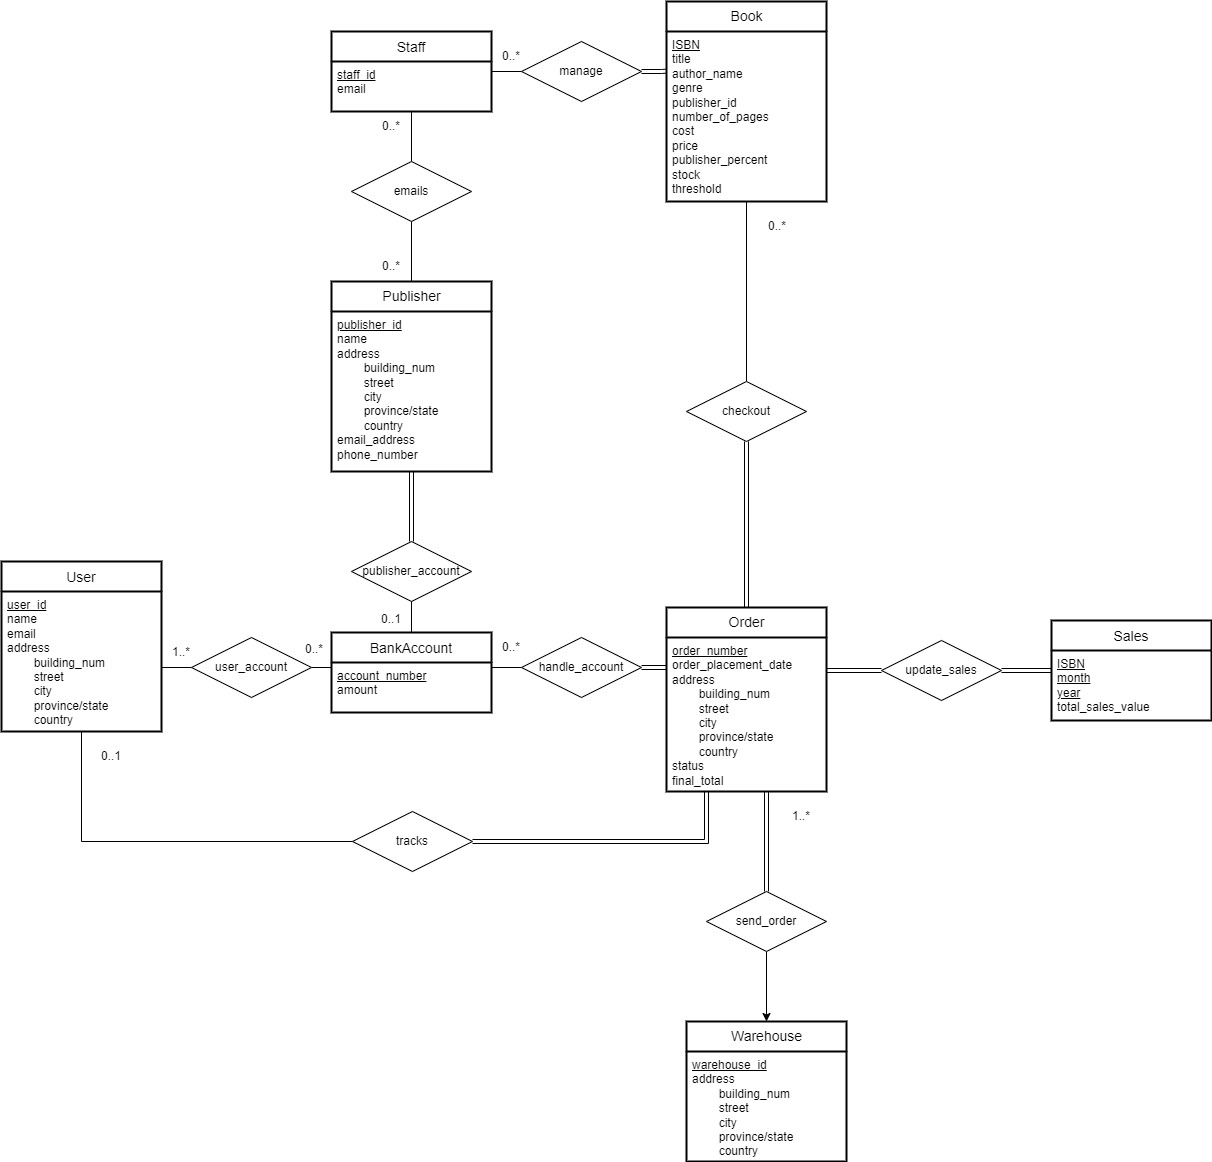 Book
ISBN
title
author_name
genre
publisher_id
number_of_pages
cost
price
publisher_percent
stock
threshold
Staff
staff_id
email
0..*
manage
0..*
emails
0..*
0..*
Publisher
publisher_id
name
address
building_num
street
city
province/state
country
email_address
phone_number
checkout
publisher_account
0..1
User
user_id
name
email
address
building_num
street
city
province/state
country
1..*
user_account
0..*
BankAccount
account_number
amount
0..*
handle_account
Order
order_number
order_placement_date
address
building_num
street
city
province/state
country
status
final_total
update_sales
Sales
ISBN
month
year
total_sales_value
0..1
tracks
1..*
send_order
Warehouse
warehouse_id
address
building_num
street
city
province/state
country